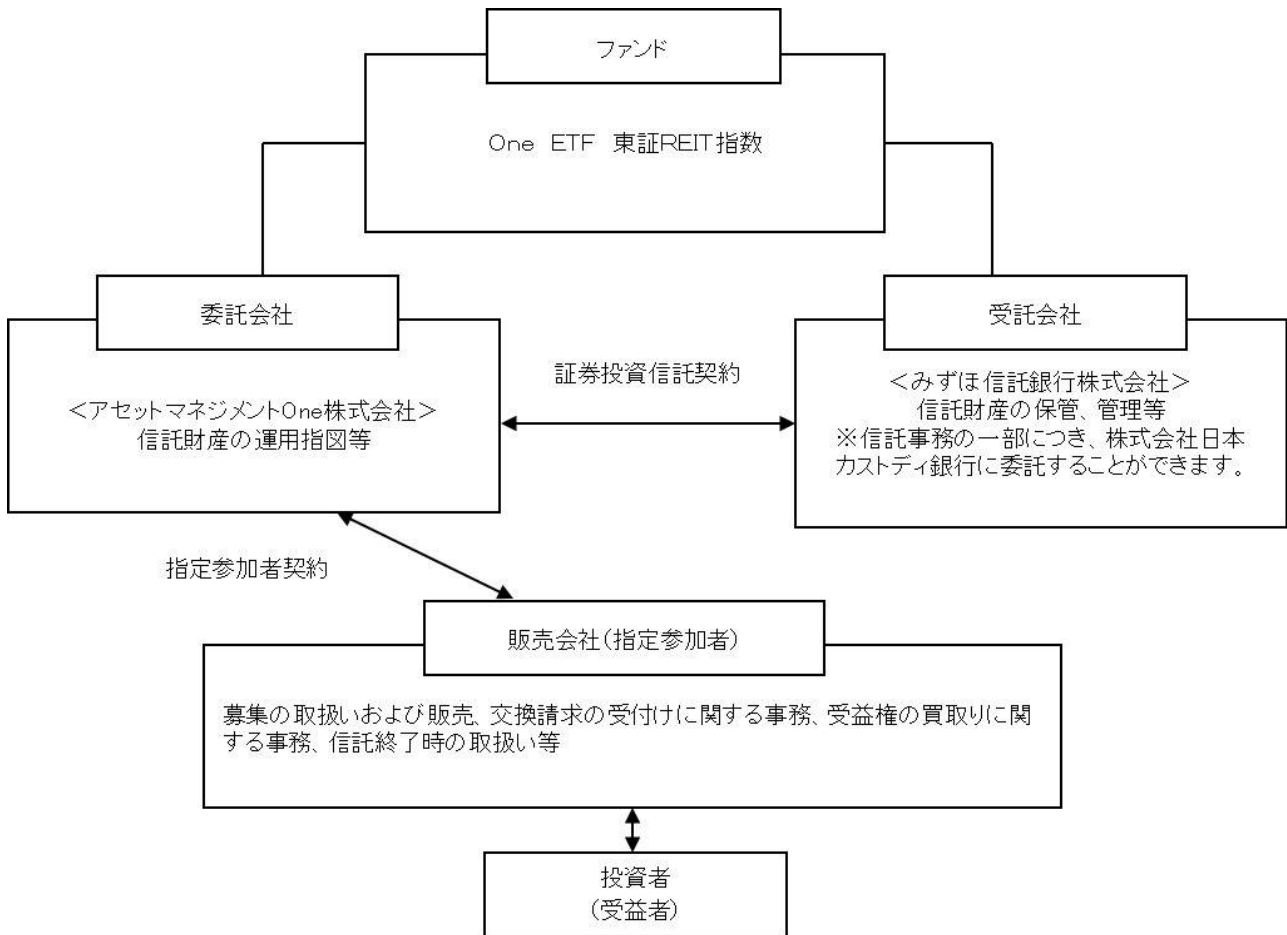 ファンド
One ETF 東証REIT指数
委託会社
<アセットマネジメントOne株式会社>
信託財産の運用指図等
証券投資信託契約
受託会社
<みずほ信託銀行株式会社>
信託財産の保管、管理等
※信託事務の一部につき、株式会社日本
カストディ銀行に委託することができます。
指定参加者契約
販売会社(指定参加者)
募集の取扱いおよび販売、交換請求の受付けに関する事務、受益権の買取りに関
する事務、信託終了時の取扱い等
投資者
(受益者)